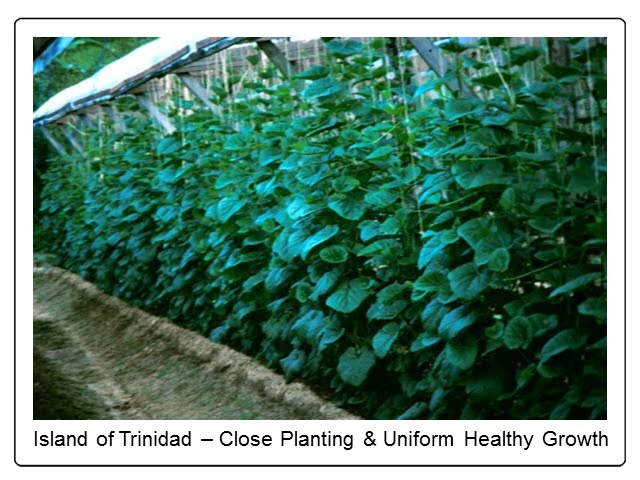 Island of Trinidad – Close Planting & Uniform Healthy Growth